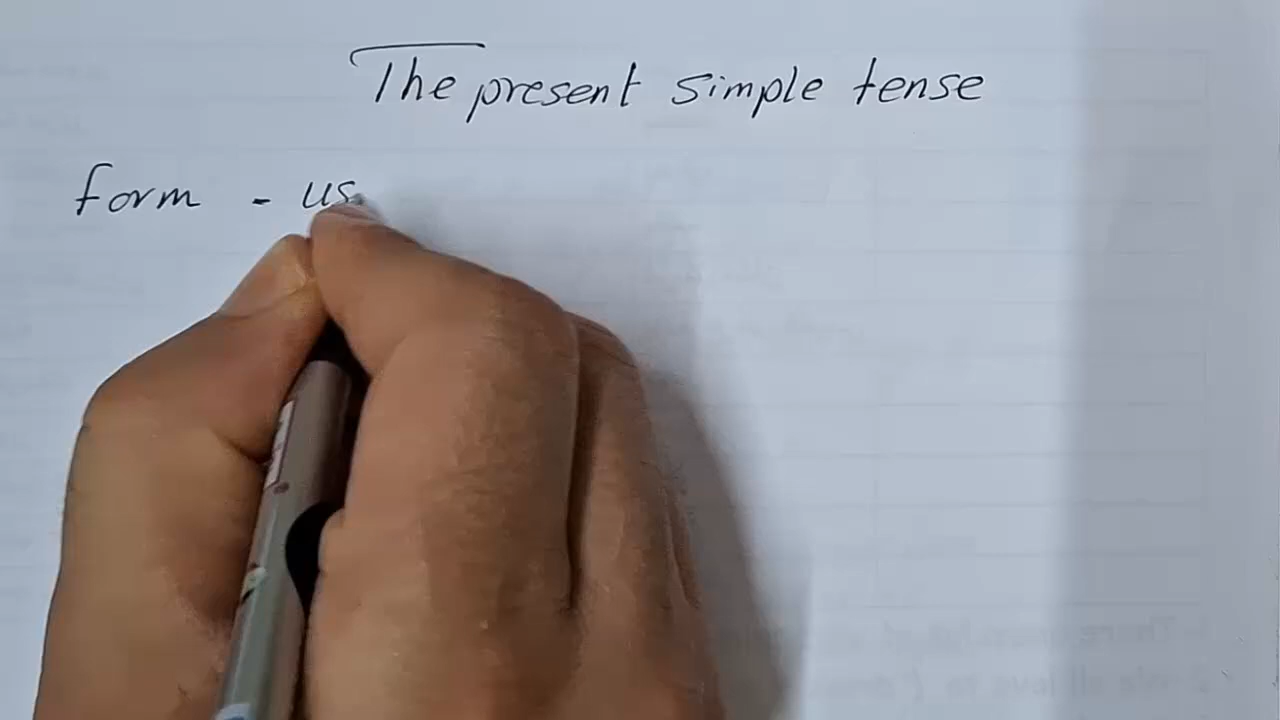 The present simple tense
form - us